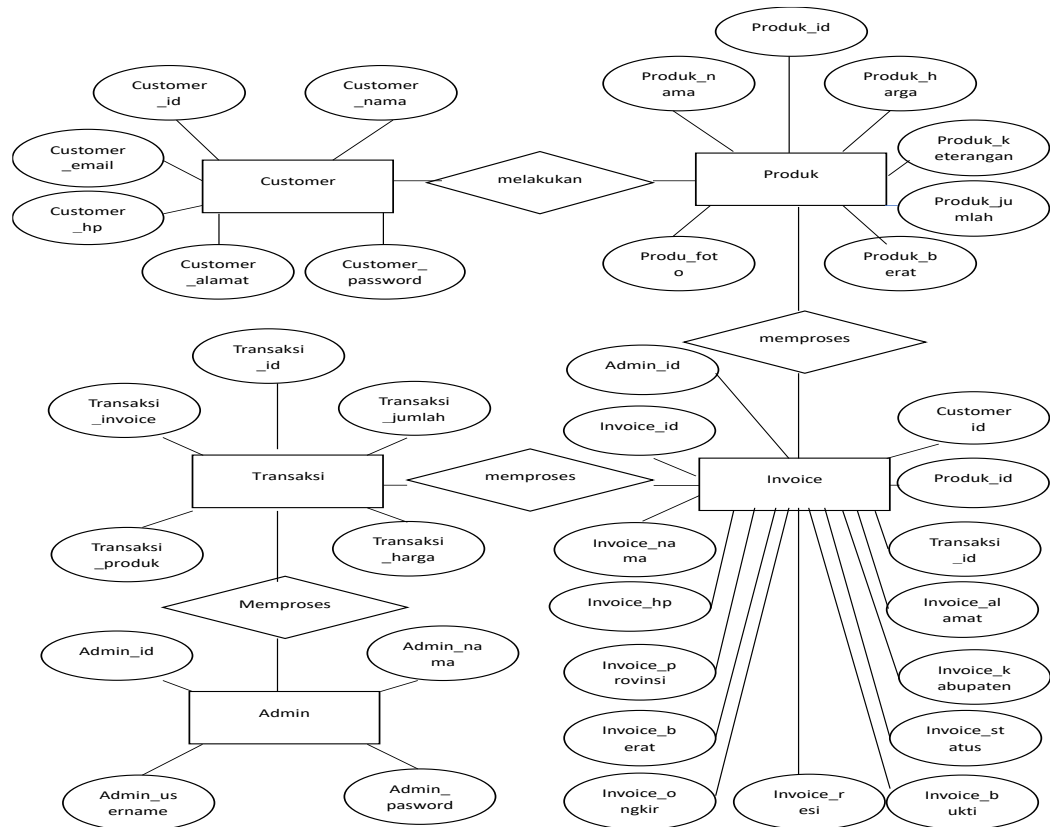 Produk_id
Customer
_id
Customer
_nama
Produk_n
ama
Produk_h
arga
Customer
_email
Customer
melakukan
Produk
Produk_k
eterangan
Customer
_hp
Produk_ju
mlah
Customer
_alamat
Customer_
password
Produ_fot
o
Produk_b
erat
Transaksi
_id
memproses
Admin_id
Transaksi
_invoice
Transaksi
_jumlah
Invoice_id
Customer
id
Transaksi
memproses
Invoice
Produk_id
Transaksi
_produk
Transaksi
_harga
Invoice_na
ma
Transaksi
_id
Memproses
Invoice_hp
Invoice_al
amat
Admin_id
Admin_na
ma
Invoice_p
rovinsi
Invoice_k
abupaten
Admin
Invoice_b
erat
Invoice_st
atus
Admin_us
ername
Admin_
pasword
Invoice_o
ngkir
Invoice_r
esi
Invoice_b
ukti